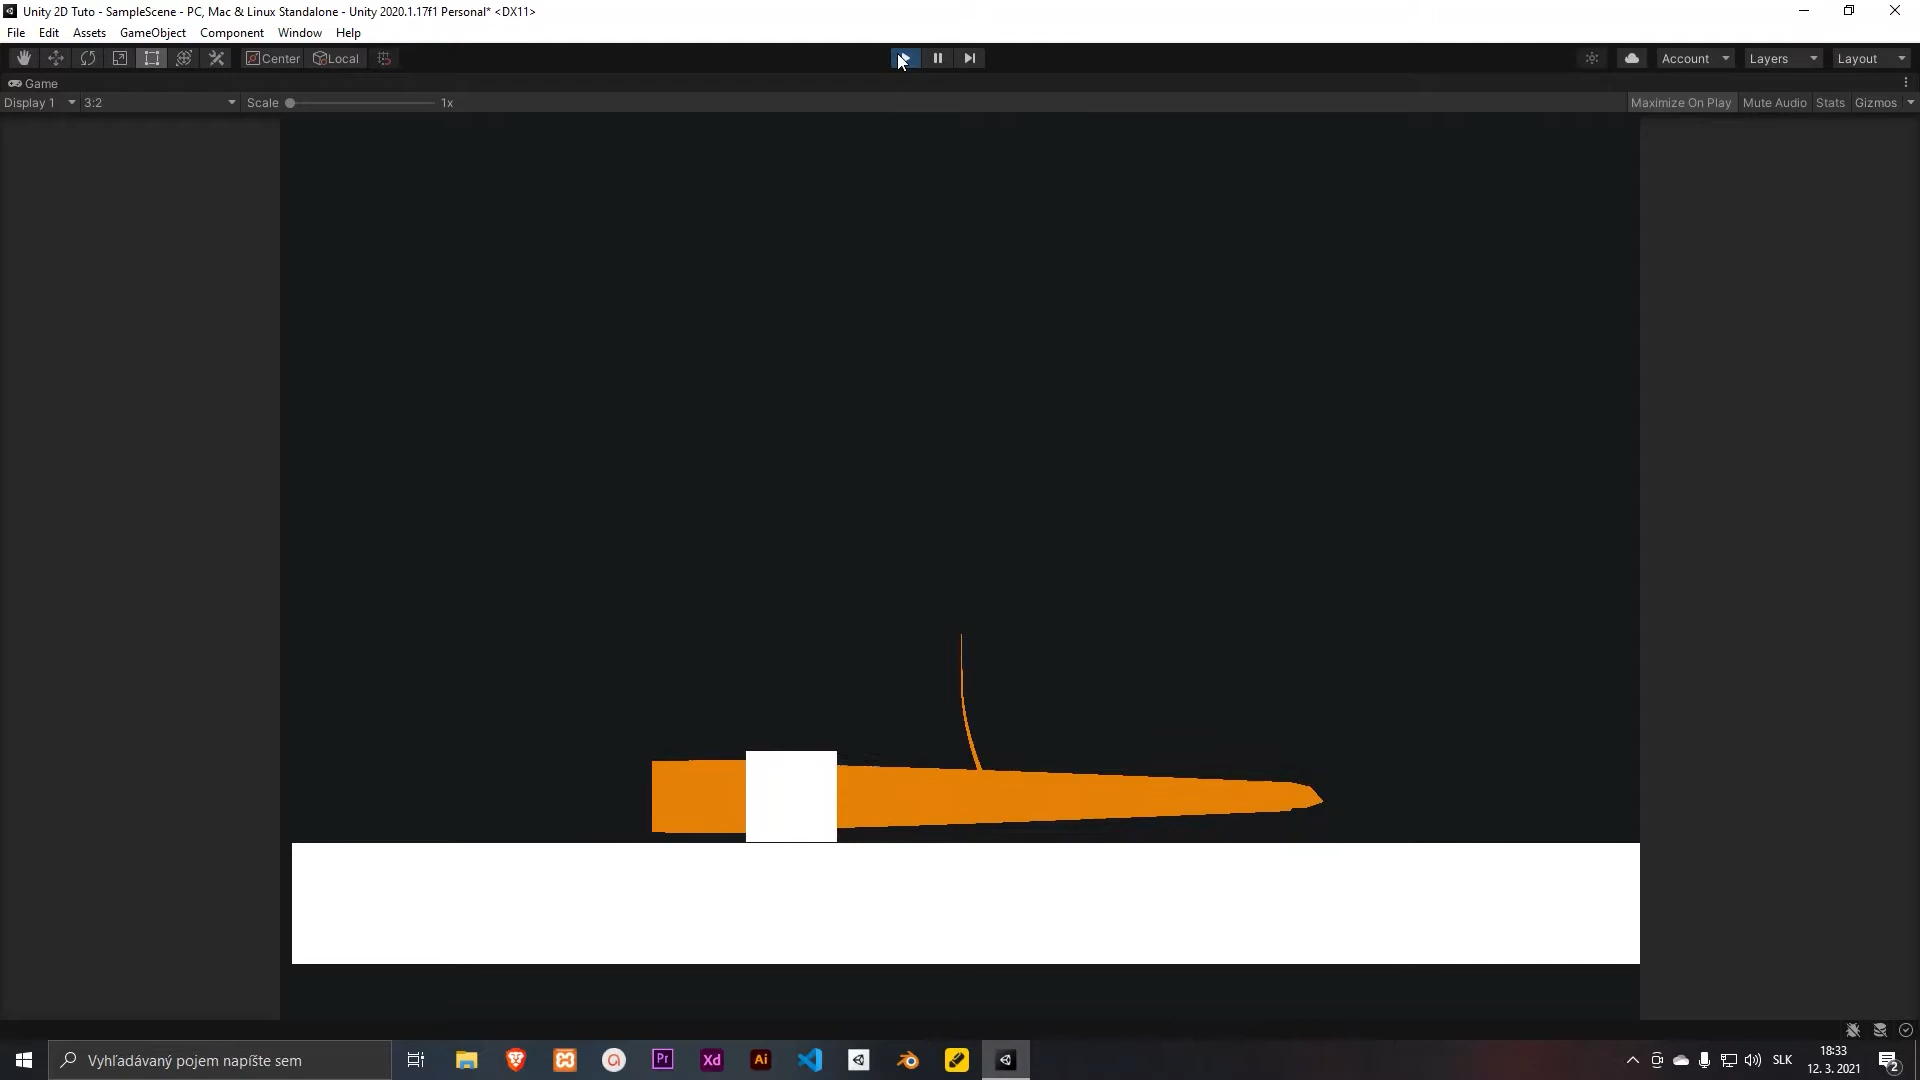 Unity 2D Tuto - SampleScene - PC, Mac & Linux Standalone - Unity 2020.1.17f1 Personal* <DX11>
File Edit Assets GameObject Component Window Help
Center Local Account Layers Layout
Game
Display 1 3:2 Scale 1x Maximize On Play Mute Audio Stats Gizmos
Vyhľadávaný pojem napíšte sem
Pr Xd Ai
SLK
18:33
12. 3. 2021
2